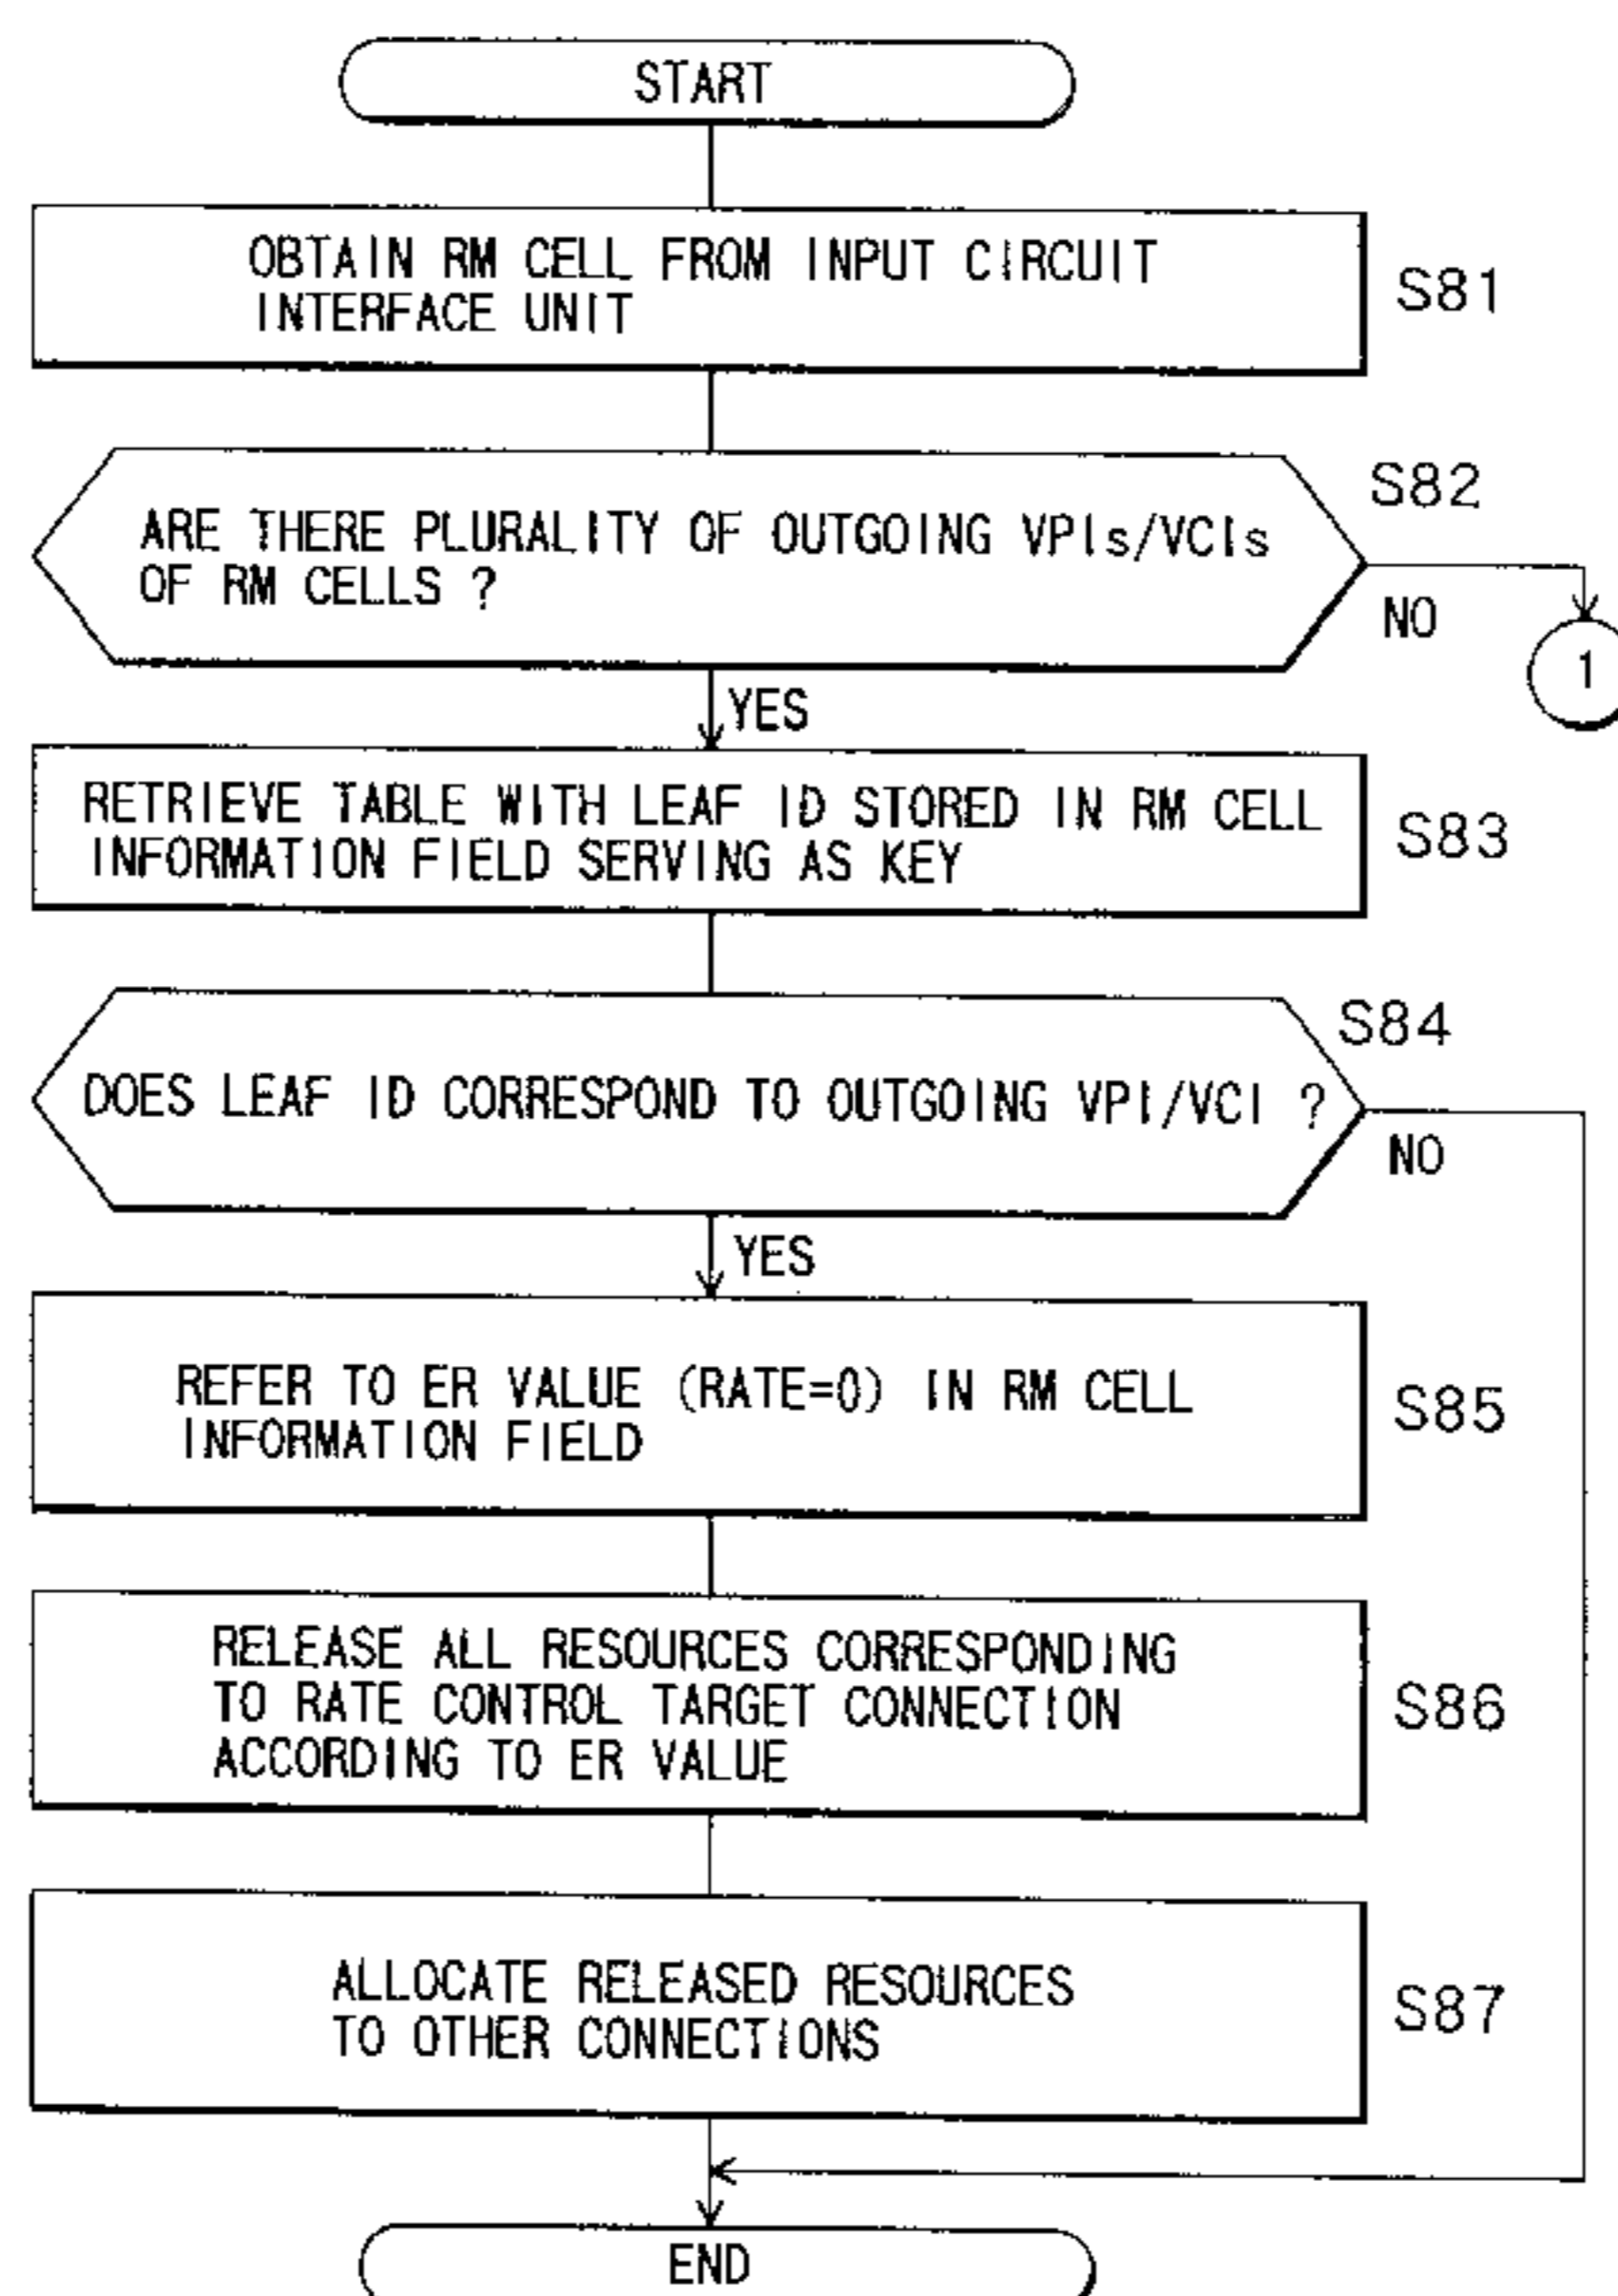 START
OBTAIN RM CELL FROM INPUT CIRCUIT
INTERFACE UNIT
S81
S82
ARE THERE PLURALITY OF OUTGOING VPIs/VCIs
OF RM CELLS ?
NO
1
YES
RETRIEVE TABLE WITH LEAF ID STORED IN RM CELL
INFORMATION FIELD SERVING AS KEY
S83
S84
DOES LEAF ID CORRESPOND TO OUTGOING VPI/VCI ?
NO
YES
REFER TO ER VALUE (RATE=0) IN RM CELL
INFORMATION FIELD
S85
RELEASE ALL RESOURCES CORRESPONDING
TO RATE CONTROL TARGET CONNECTION
ACCORDING TO ER VALUE
S86
ALLOCATE RELEASED RESOURCES
TO OTHER CONNECTIONS
S87
END